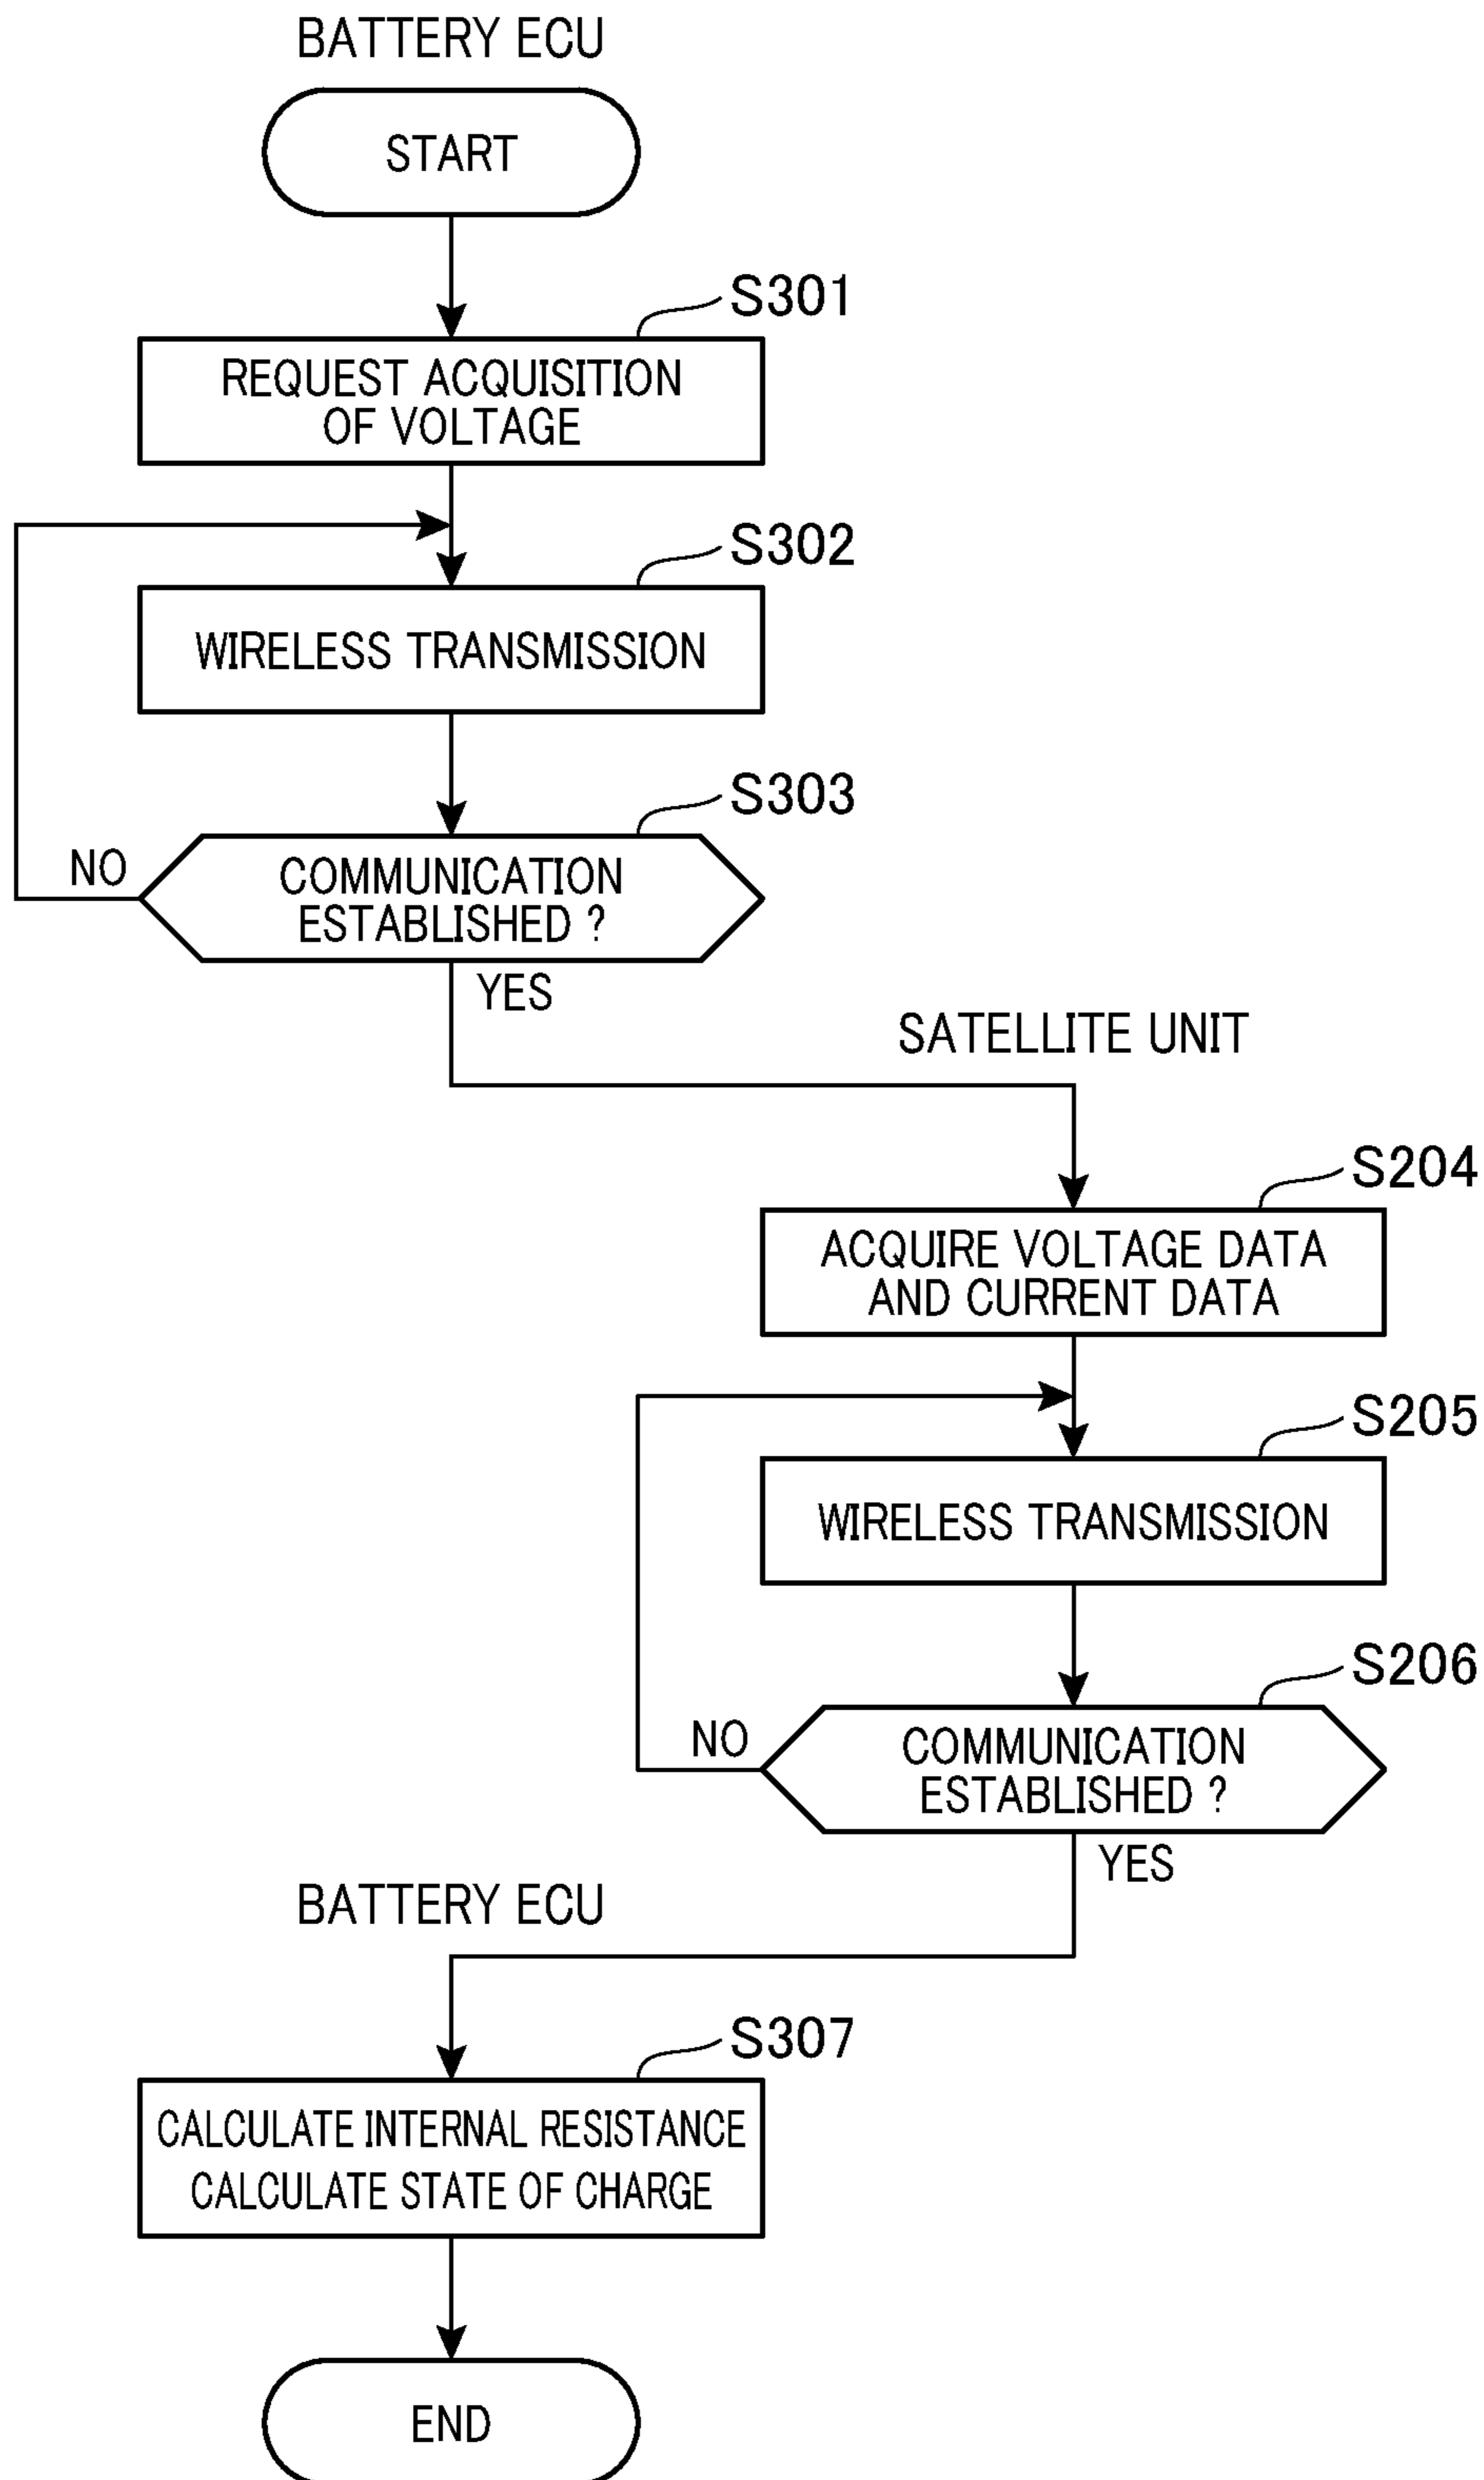 BATTERY ECU
START
S301
REQUEST ACQUISITION
OF VOLTAGE
S302
WIRELESS TRANSMISSION
S303
COMMUNICATION
ESTABLISHED ?
NO
YES
SATELLITE UNIT
S204
ACQUIRE VOLTAGE DATA
AND CURRENT DATA
S205
WIRELESS TRANSMISSION
S206
COMMUNICATION
ESTABLISHED ?
NO
YES
BATTERY ECU
S307
CALCULATE INTERNAL RESISTANCE
CALCULATE STATE OF CHARGE
END